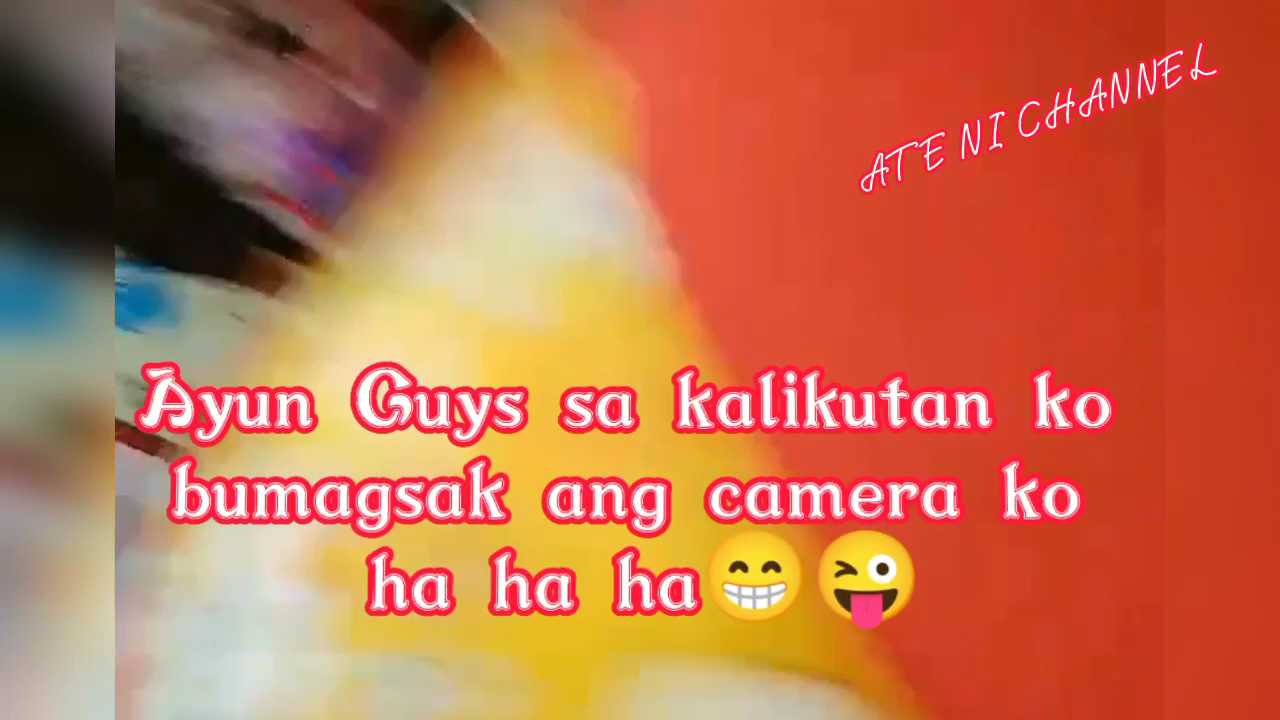 ATE NI CHANNEL
Ayun Guys sa kalikutan ko
bumagsak ang camera ko
ha ha ha😁😜